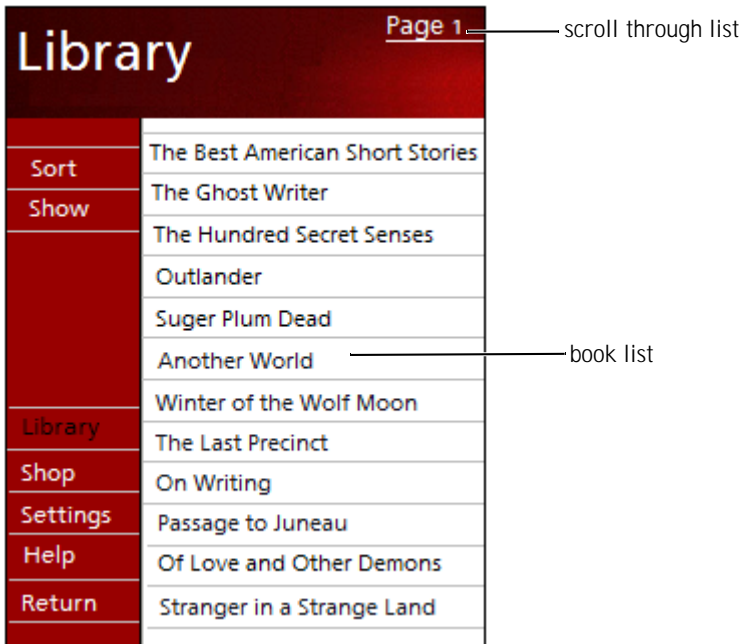 Library
Page 1
scroll through list
Sort
Show
Library
Shop
Settings
Help
Return
The Best American Short Stories
The Ghost Writer
The Hundred Secret Senses
Outlander
Suger Plum Dead
Another World
book list
Winter of the Wolf Moon
The Last Precinct
On Writing
Passage to Juneau
Of Love and Other Demons
Stranger in a Strange Land